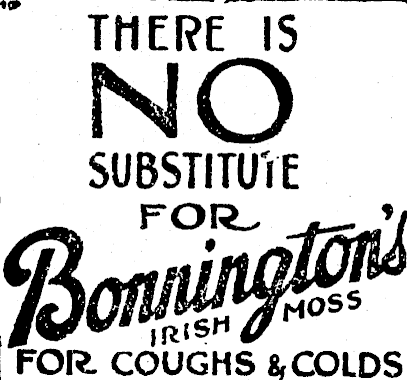 THERE IS
NO
SUBSTITUTE
FOR
Bonnington's
IRISH MOSS
FOR COUGHS & COLDS